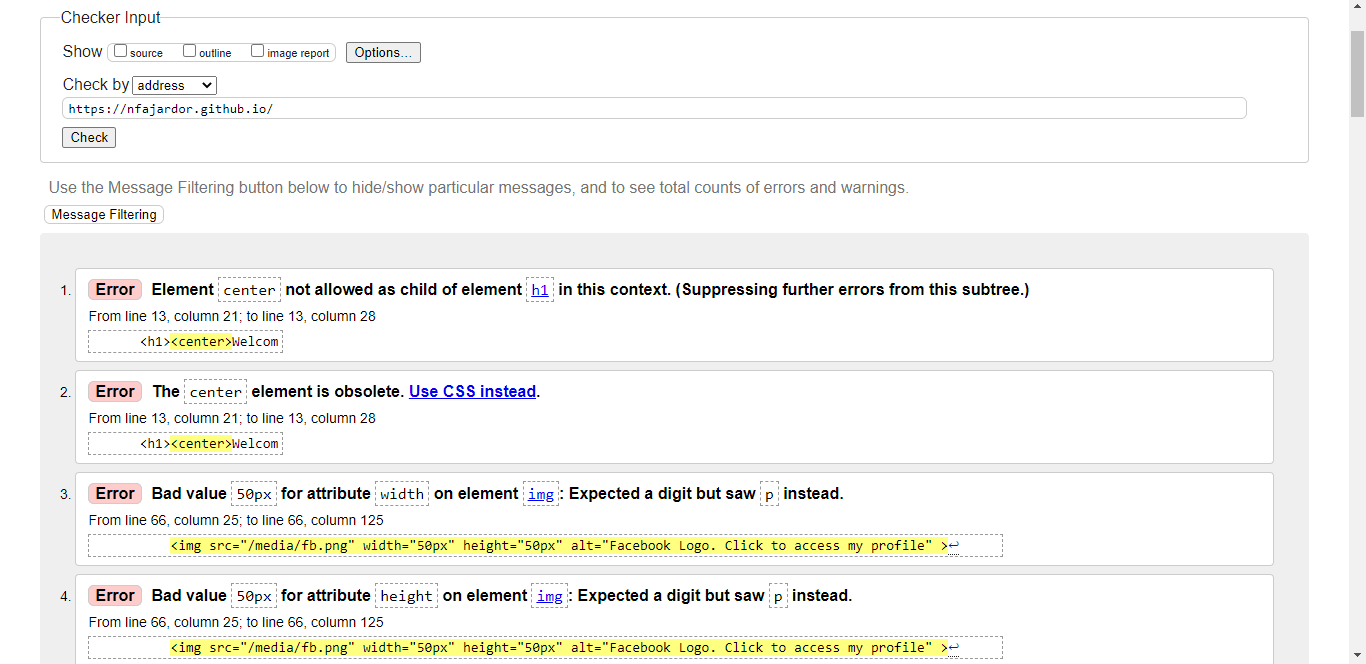 Checker Input
Show source outline image report Options...
Check by address
https://nfajardor.github.io/
Check
Use the Message Filtering button below to hide/show particular messages, and to see total counts of errors and warnings.
Message Filtering
1. Error Element center not allowed as child of element h1 in this context. (Suppressing further errors from this subtree.)
From line 13, column 21; to line 13, column 28
<h1><center>Welcom
2. Error The center element is obsolete. Use CSS instead.
From line 13, column 21; to line 13, column 28
<h1><center>Welcom
3. Error Bad value 50px for attribute width on element img: Expected a digit but saw p instead.
From line 66, column 25; to line 66, column 125
<img src="/media/fb.png" width="50px" height="50px" alt="Facebook Logo. Click to access my profile" >↩
4. Error Bad value 50px for attribute height on element img: Expected a digit but saw p instead.
From line 66, column 25; to line 66, column 125
<img src="/media/fb.png" width="50px" height="50px" alt="Facebook Logo. Click to access my profile" >↩